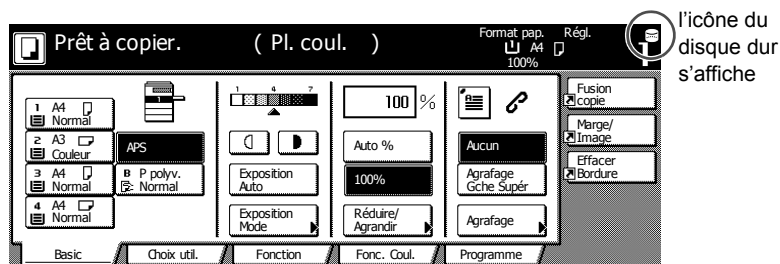 Prêt à copier. ( Pl. coul. )
Format pap. Régl.
A4
100%
1
l'icône du
disque dur
s'affiche
1 A4
Normal
2 A3
Couleur
3 A4
Normal
4 A4
Normal
1
APS
B P polyv.
Normal
1 4 7
Exposition
Auto
Exposition
Mode
100 %
Auto %
100%
Réduire/
Agrandir
Aucun
Agrafage
Gche Supér
Agrafage
Fusion
copie
Marge/
Image
Effacer
Bordure
Basic
Choix util.
Fonction
Fonc. Coul.
Programme